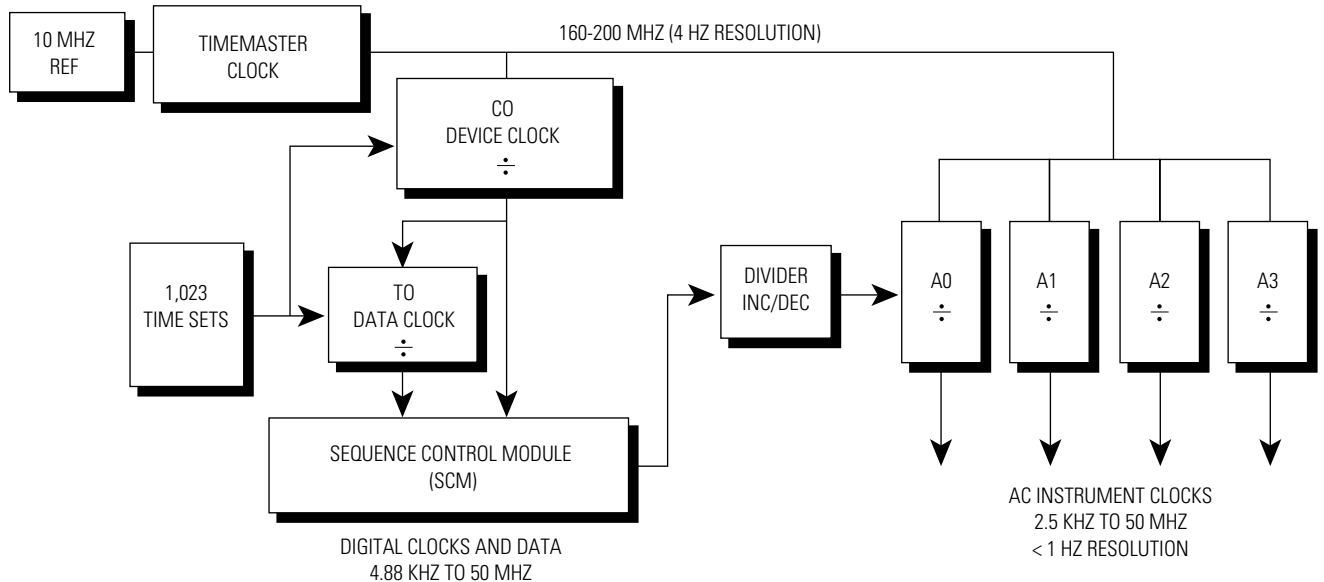 10 MHZ
REF
TIMEMASTER
CLOCK
160-200 MHZ (4 HZ RESOLUTION)
CO
DEVICE CLOCK
÷
1,023
TIME SETS
TO
DATA CLOCK
÷
DIVIDER
INC/DEC
A0
÷
A1
÷
A2
÷
A3
÷
SEQUENCE CONTROL MODULE
(SCM)
DIGITAL CLOCKS AND DATA
4.88 KHZ TO 50 MHZ
AC INSTRUMENT CLOCKS
2.5 KHZ TO 50 MHZ
< 1 HZ RESOLUTION